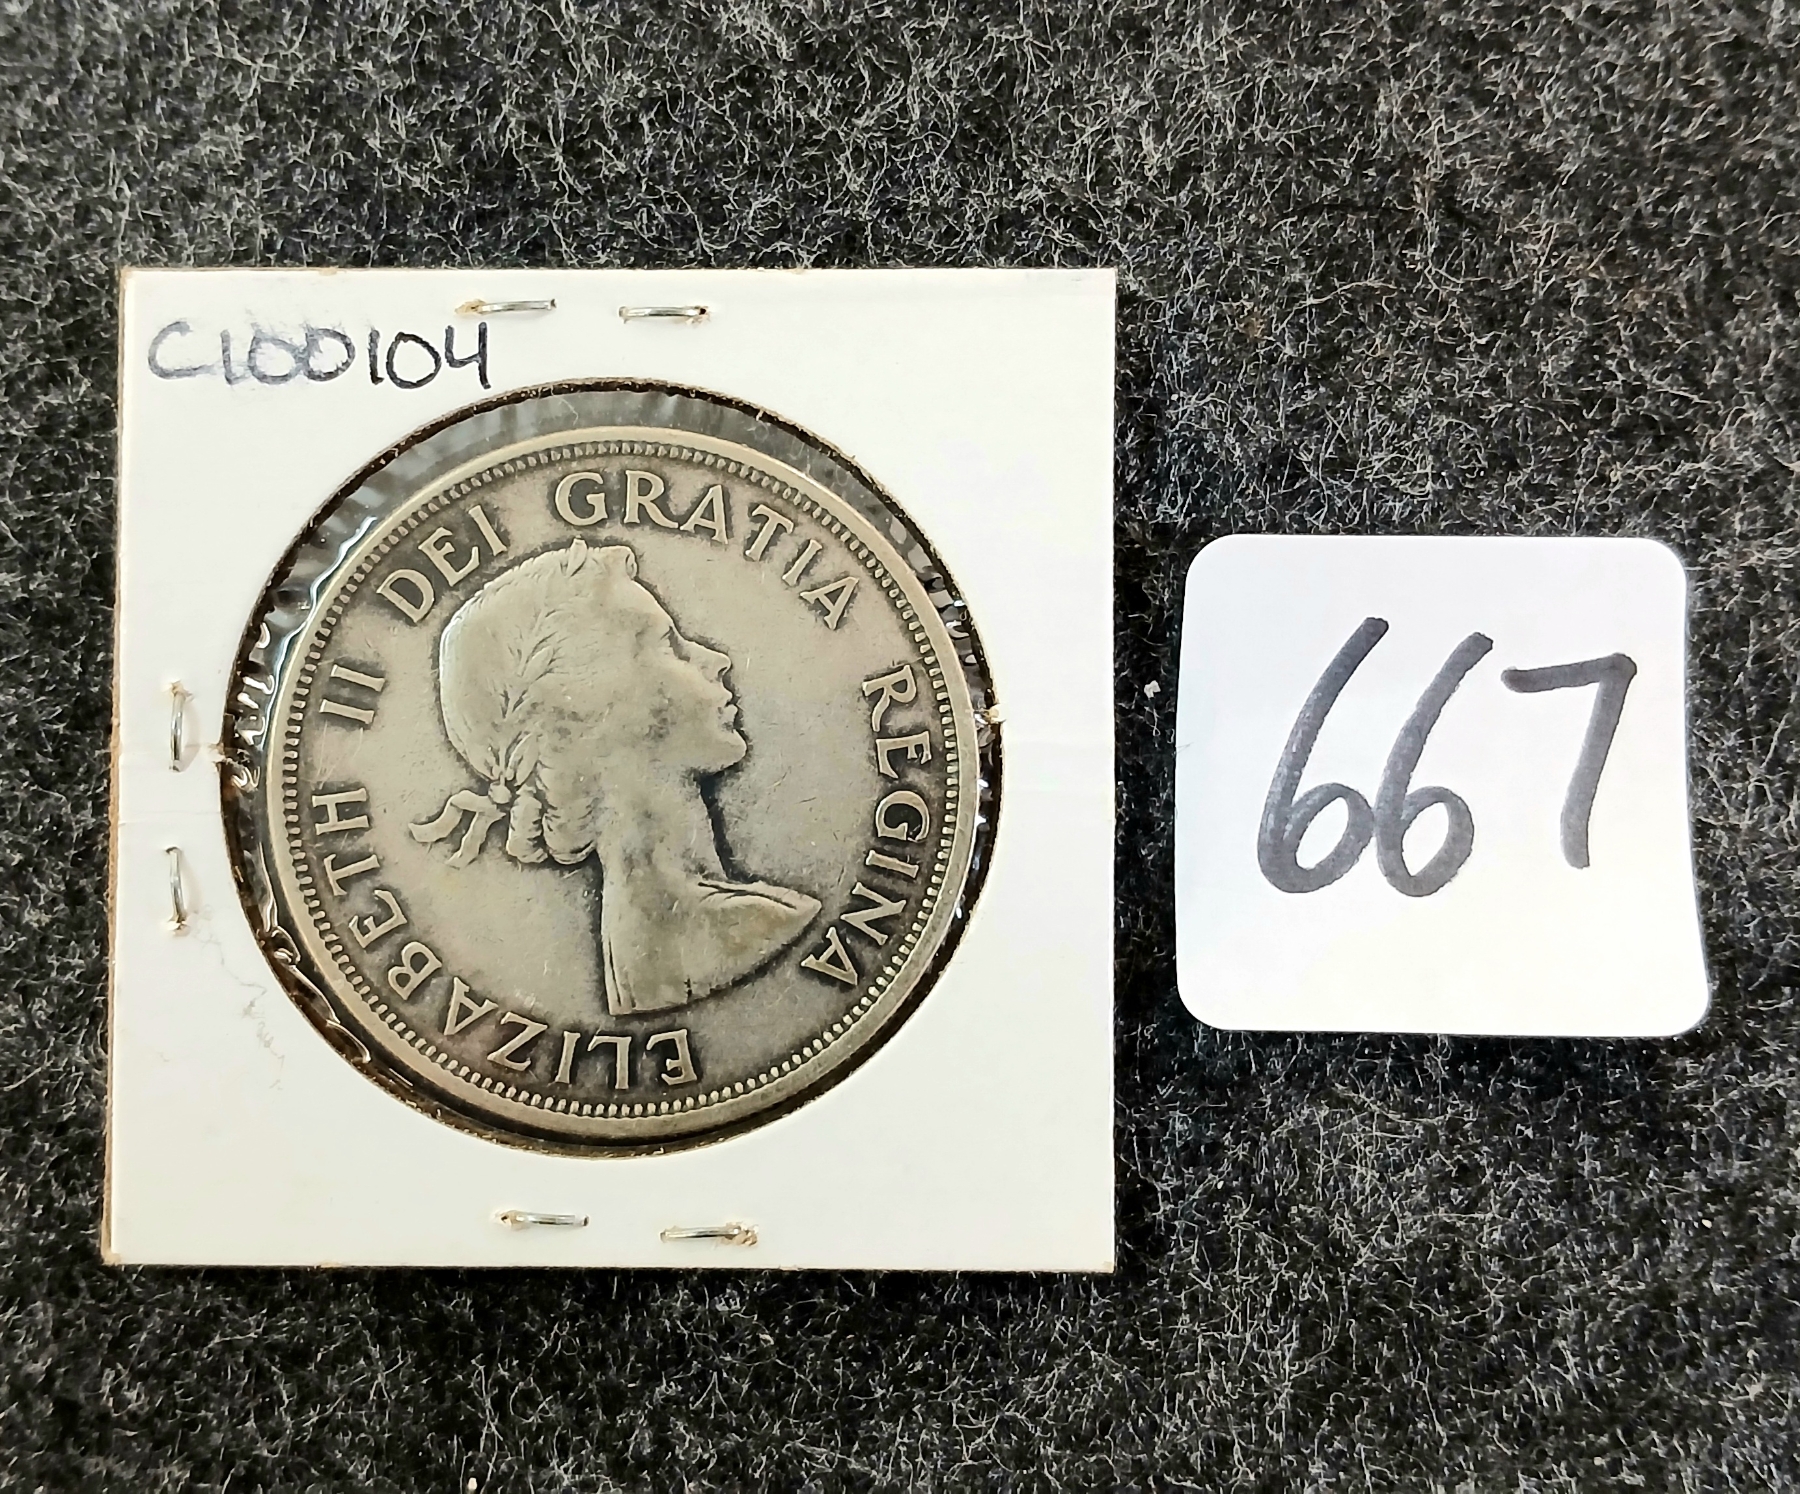 C100104
ELIZABETH II DEI GRATIA REGINA
667